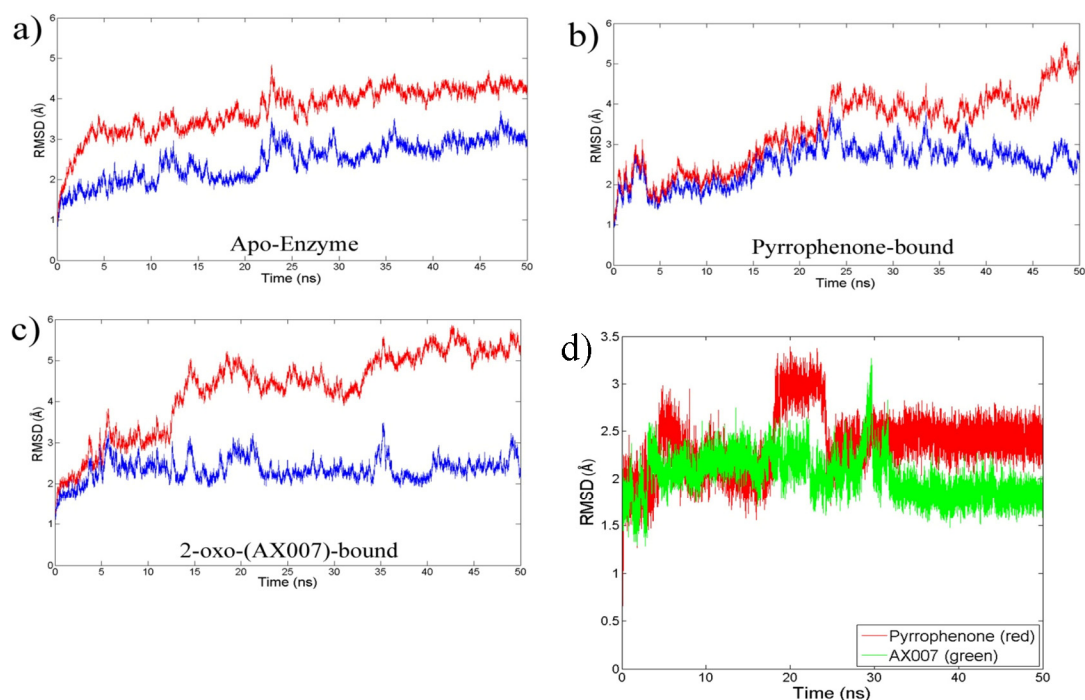 a)
RMSD (Å)
6
5
4
3
2
1
0
0 5 10 15 20 25 30 35 40 45 50
Time (ns)
Apo-Enzyme
b)
RMSD (Å)
6
5
4
3
2
1
0
0 5 10 15 20 25 30 35 40 45 50
Time (ns)
Pyrrophenone-bound
c)
RMSD (Å)
6
5
4
3
2
1
0
0 5 10 15 20 25 30 35 40 45 50
Time (ns)
2-oxo-(AX007)-bound
d)
RMSD (Å)
3.5
3
2.5
2
1.5
1
0.5
0
0 10 20 30 40 50
Time (ns)
Pyrrophenone (red)
AX007 (green)